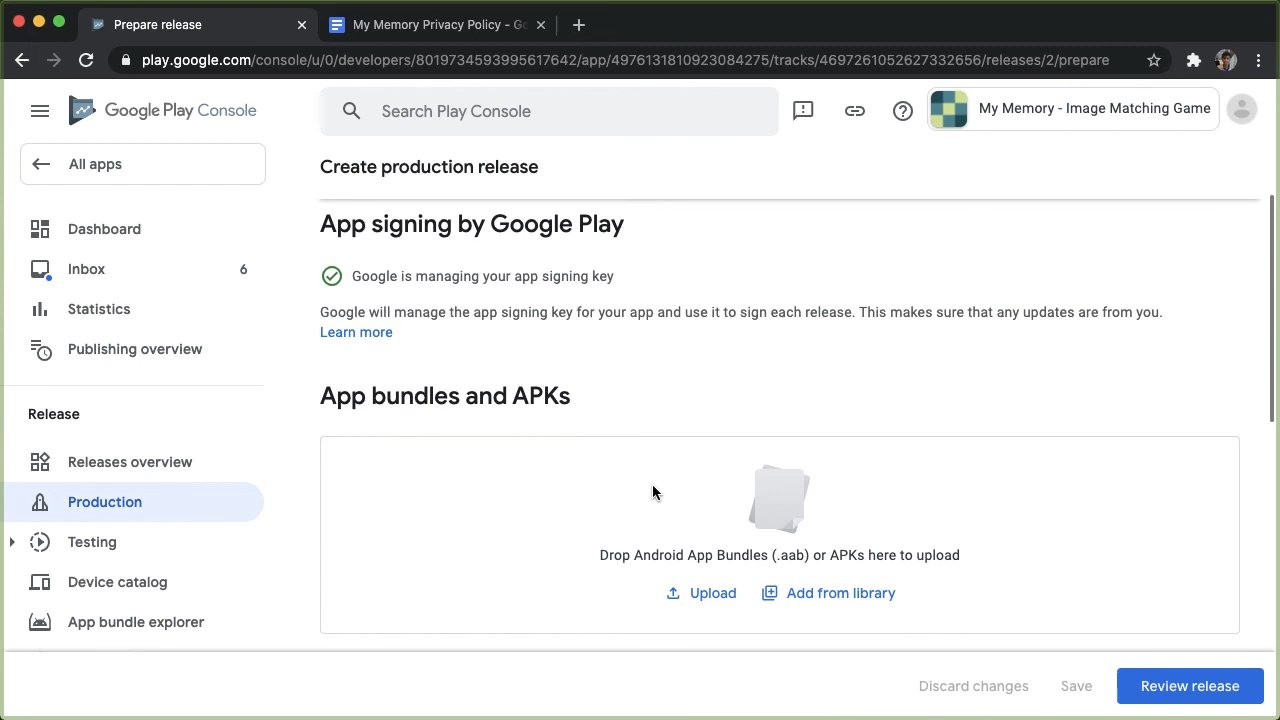 Prepare release
My Memory Privacy Policy - Go
play.google.com/console/u/0/developers/8019734593995617642/app/4976131810923084275/tracks/4697261052627332656/releases/2/prepare
Google Play Console
Search Play Console
My Memory - Image Matching Game
All apps
Create production release
App signing by Google Play
Dashboard
Inbox 6
Google is managing your app signing key
Statistics
Google will manage the app signing key for your app and use it to sign each release. This makes sure that any updates are from you.
Learn more
Publishing overview
App bundles and APKs
Release
Releases overview
Production
Testing
Drop Android App Bundles (.aab) or APKs here to upload
Device catalog
Upload
Add from library
App bundle explorer
Discard changes
Save
Review release